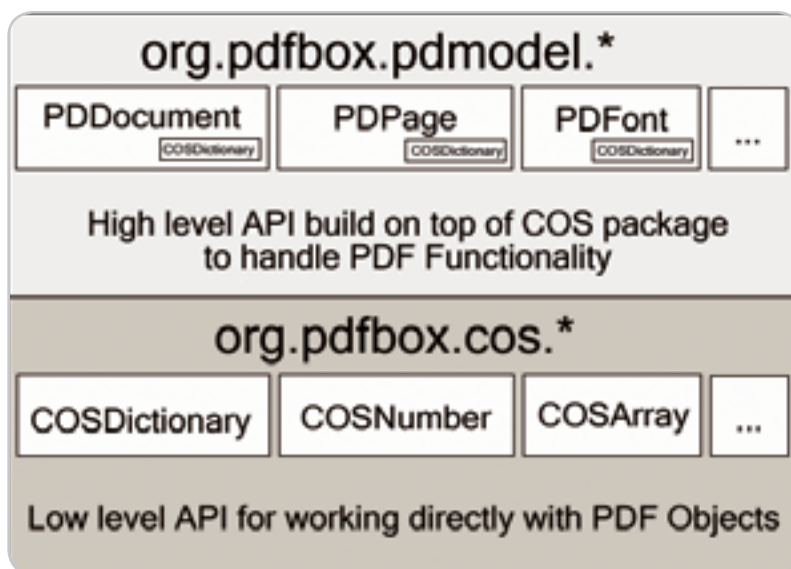 org.pdfbox.pdmodel.*
PDDocument PDPage PDFont ...
COSDictionary COSDictionary COSDictionary
High level API build on top of COS package
to handle PDF Functionality
org.pdfbox.cos.*
COSDictionary COSNumber COSArray ...
Low level API for working directly with PDF Objects